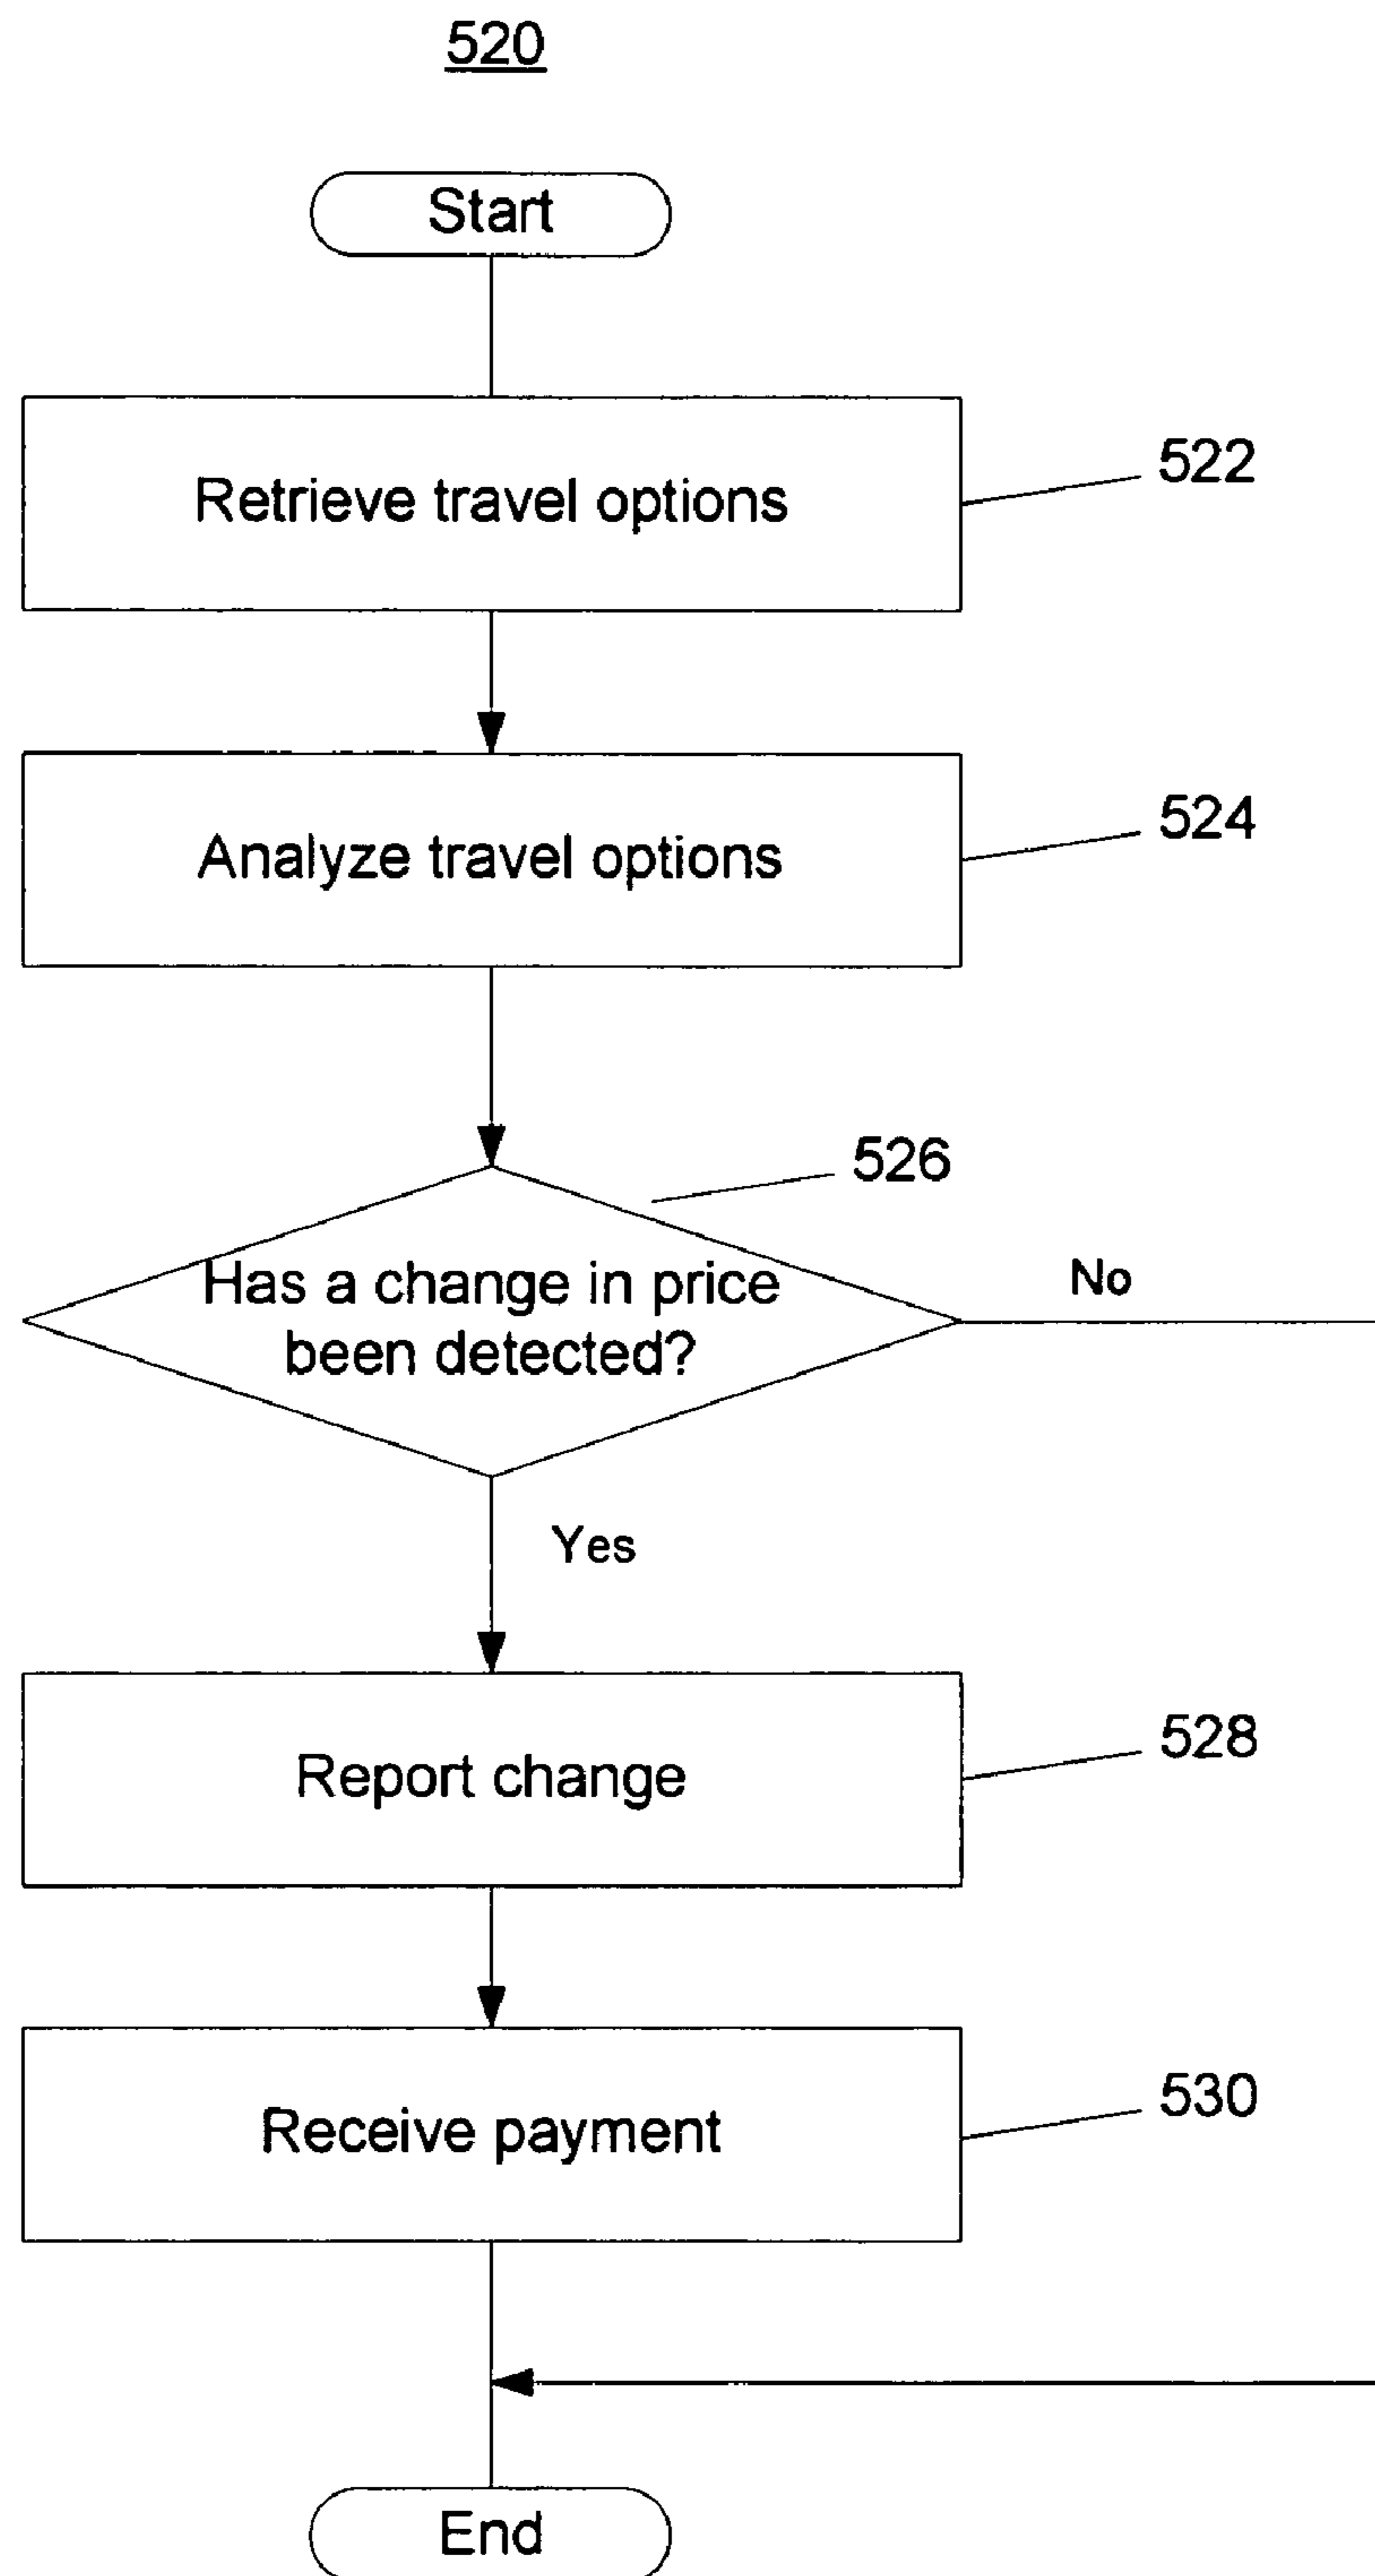 520
Start
Retrieve travel options
522
Analyze travel options
524
526
Has a change in price
been detected?
No
Yes
Report change
528
Receive payment
530
End